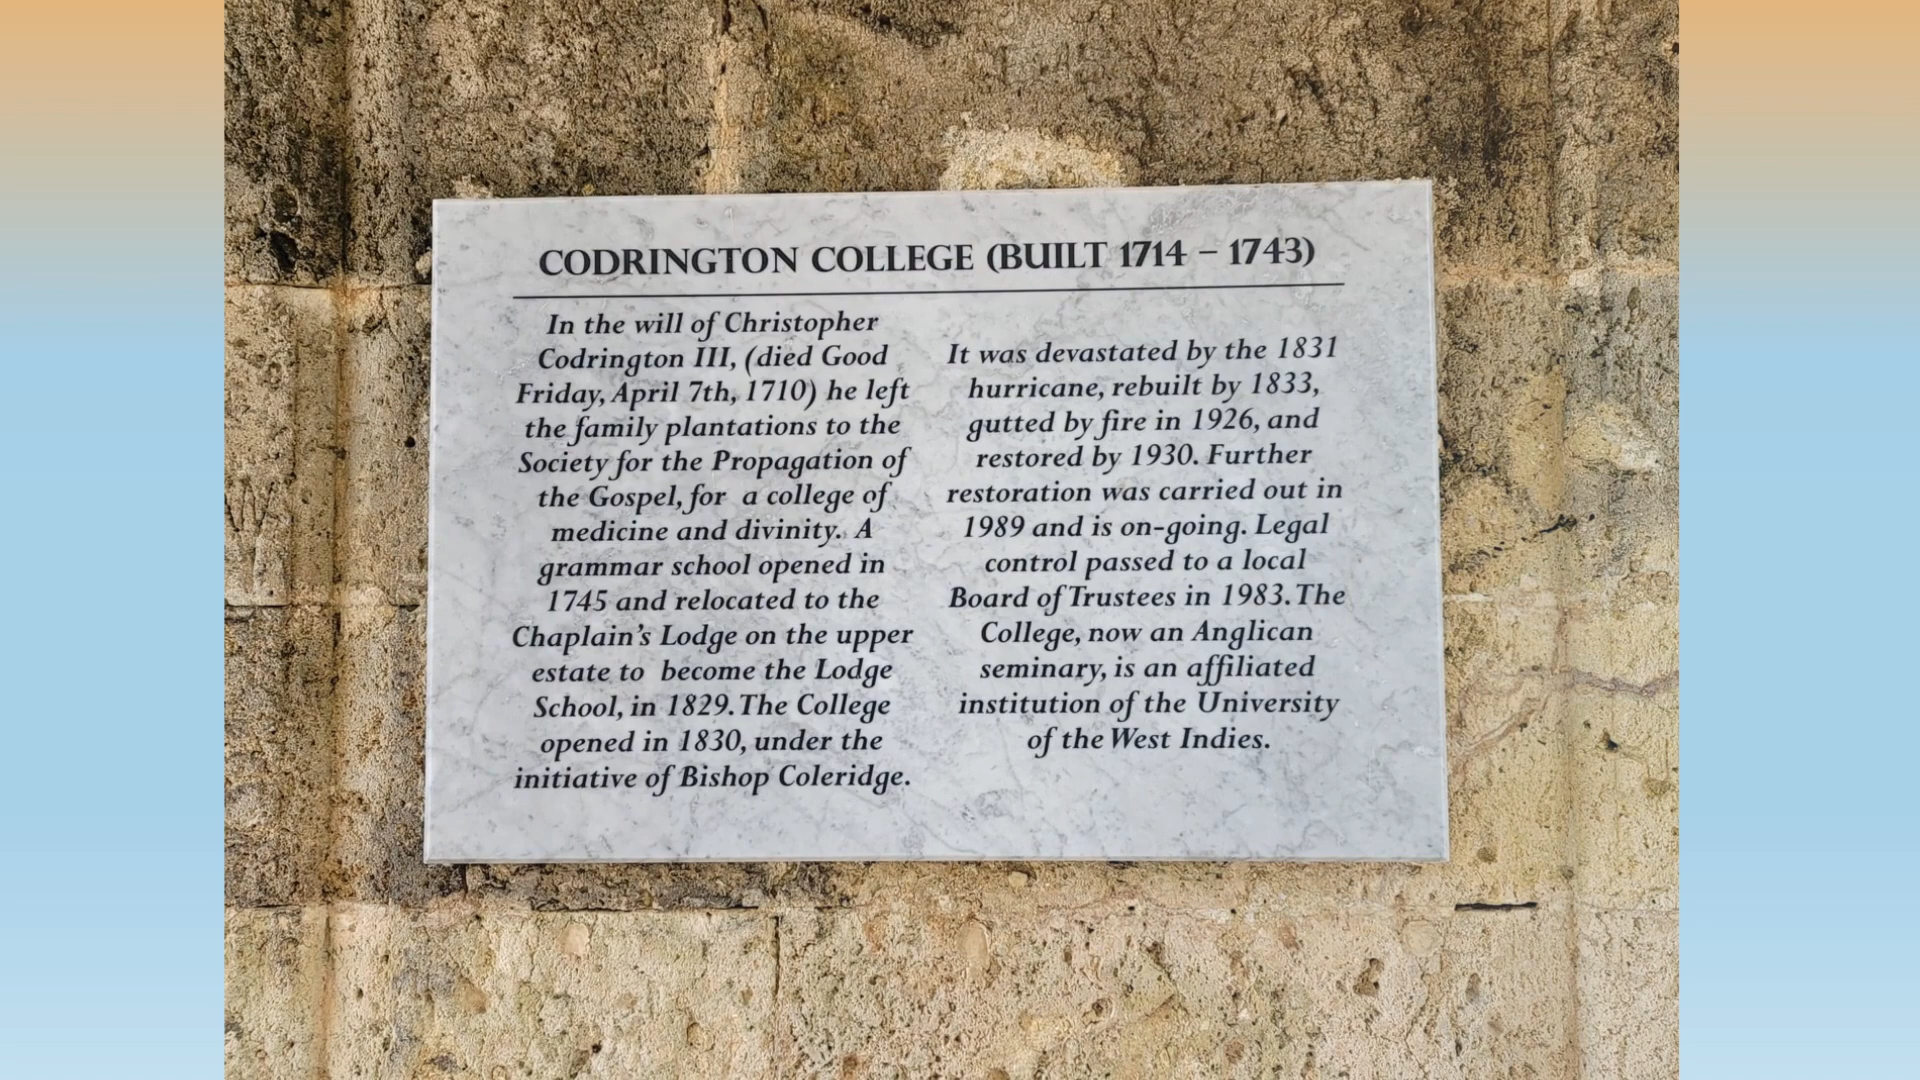 CODRINGTON COLLEGE (BUILT 1714 – 1743)
In the will of Christopher
Codrington III, (died Good
Friday, April 7th, 1710) he left
the family plantations to the
Society for the Propagation of
the Gospel, for a college of
medicine and divinity. A
grammar school opened in
1745 and relocated to the
Chaplain's Lodge on the upper
estate to become the Lodge
School, in 1829. The College
opened in 1830, under the
initiative of Bishop Coleridge.
It was devastated by the 1831
hurricane, rebuilt by 1833,
gutted by fire in 1926, and
restored by 1930. Further
restoration was carried out in
1989 and is on-going. Legal
control passed to a local
Board of Trustees in 1983. The
College, now an Anglican
seminary, is an affiliated
institution of the University
of the West Indies.